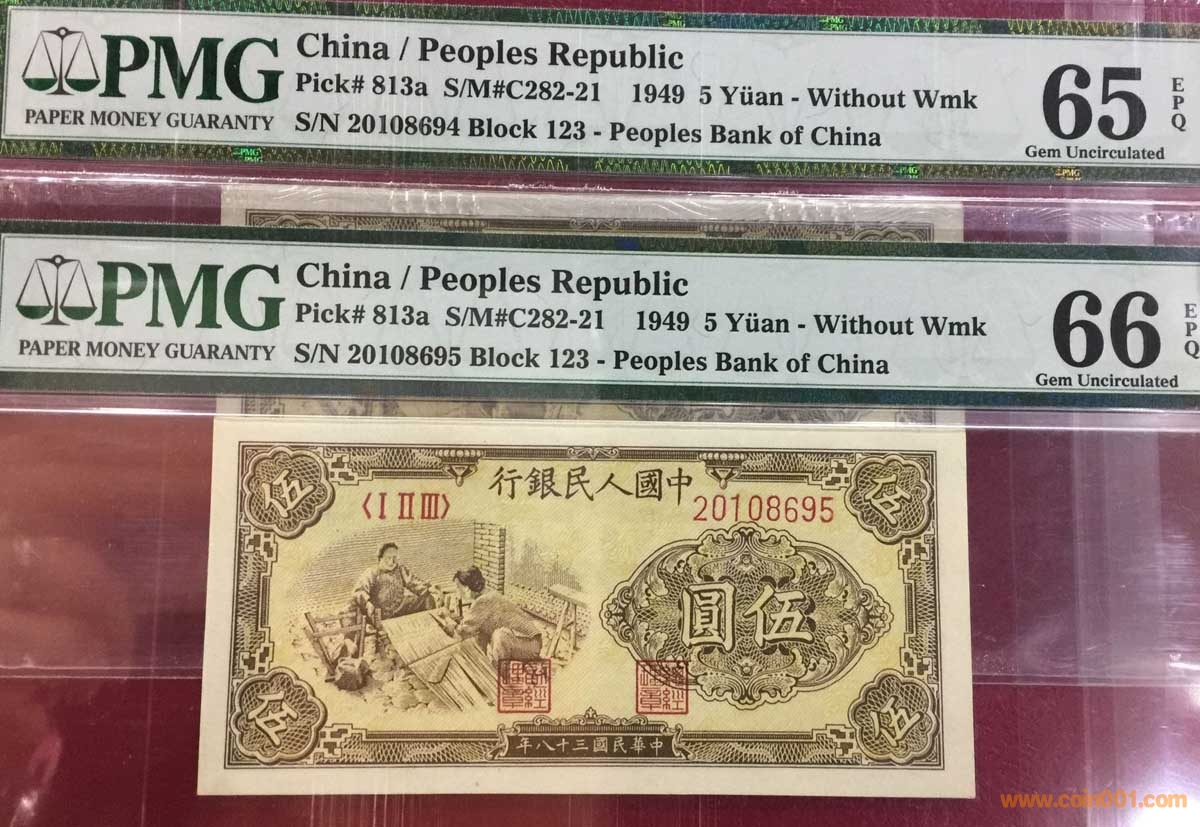 PMG
PAPER MONEY GUARANTY
China / Peoples Republic
Pick# 813a S/M#C282-21 1949 5 Yüan - Without Wmk
S/N 20108694 Block 123 - Peoples Bank of China
65
EPQ
Gem Uncirculated
PMG
PAPER MONEY GUARANTY
China / Peoples Republic
Pick# 813a S/M#C282-21 1949 5 Yüan - Without Wmk
S/N 20108695 Block 123 - Peoples Bank of China
66
EPQ
Gem Uncirculated
行銀民人國中
伍
伍
〈I II III〉
20108695
圓伍
伍
伍
年八十三國民華中
www.coin001.com